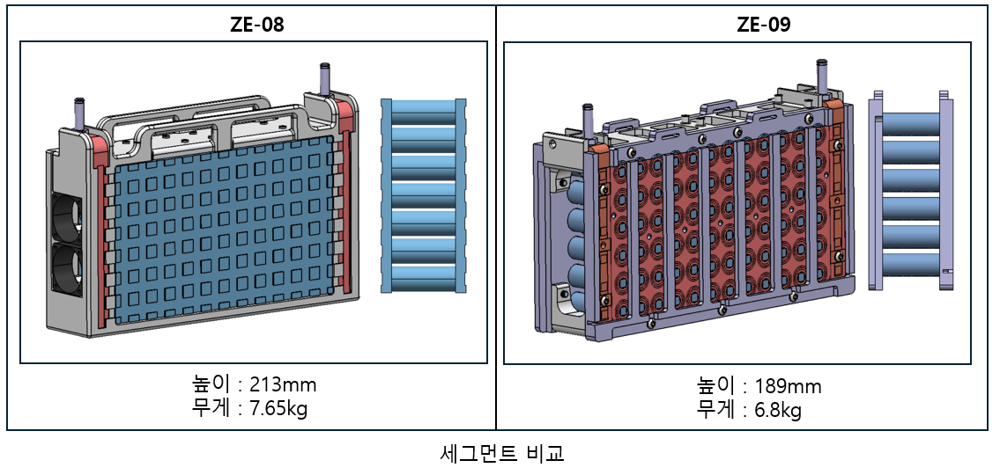 ZE-08
ZE-09
높이 : 213mm
무게 : 7.65kg
높이 : 189mm
무게 : 6.8kg
세그먼트 비교